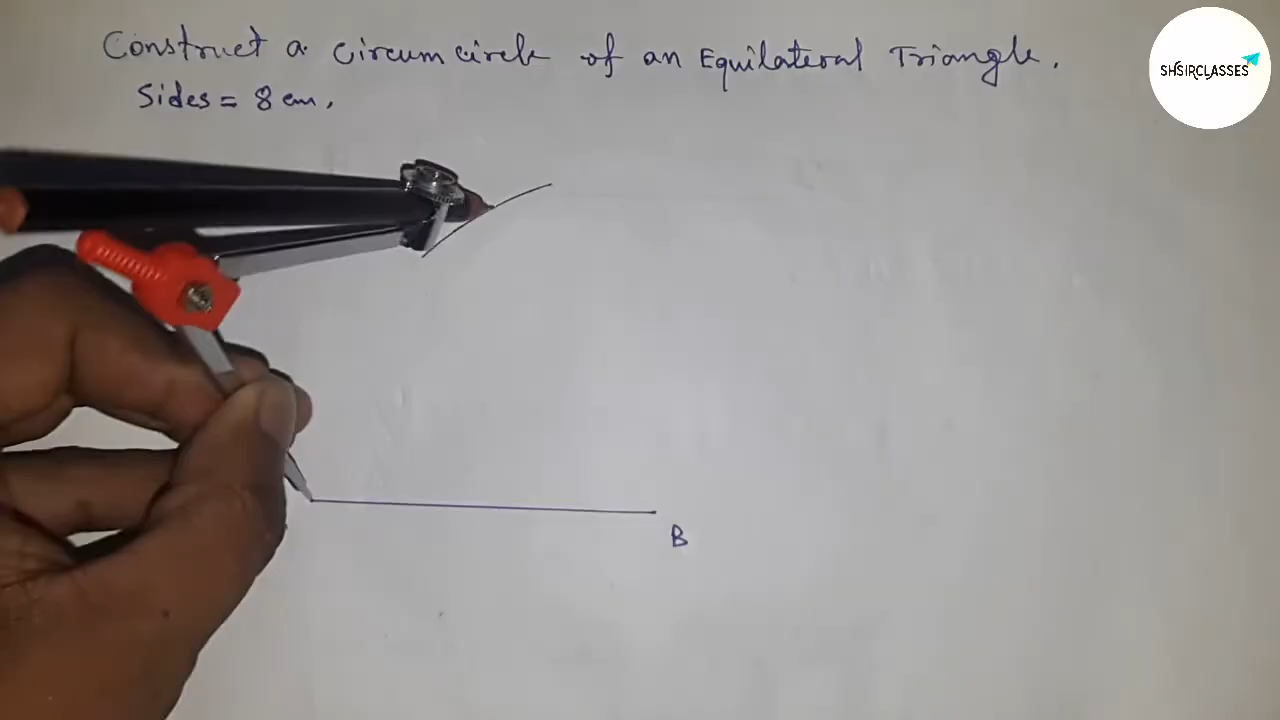 Construct a circumcircle of an Equilateral Triangle.
Sides = 8 cm.
SHSIRCLASSES
B